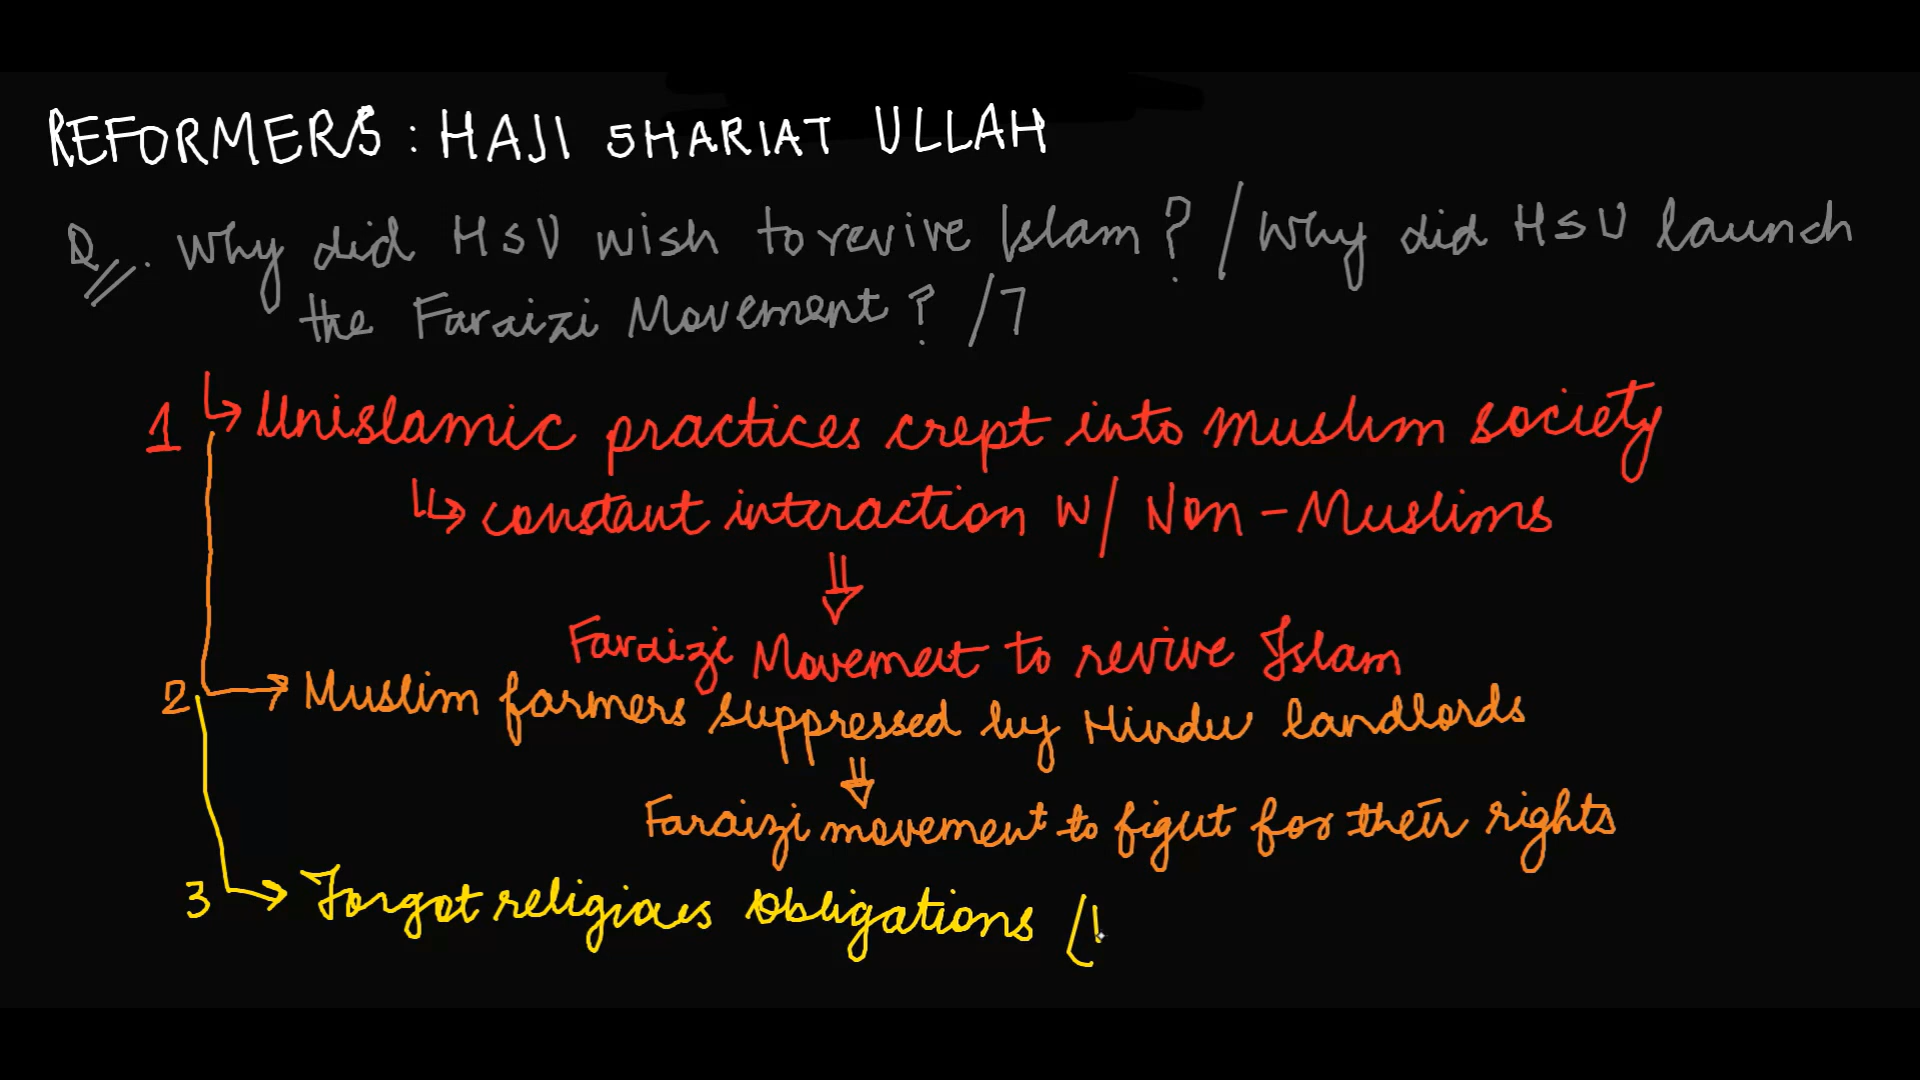 REFORMERS : HAJI SHARIAT ULLAH
Q. Why did HSU wish to revive Islam? / Why did HSU launch
the Faraizi Movement? /7
1 ↳ Unislamic practices crept into muslim society
↳ constant interaction w/ Non-Muslims
⇓
Faraizi Movement to revive Islam
2 → Muslim farmers suppressed by Hindu landlords
⇓
Faraizi movement to fight for their rights
3 → Forgot religious obligations (